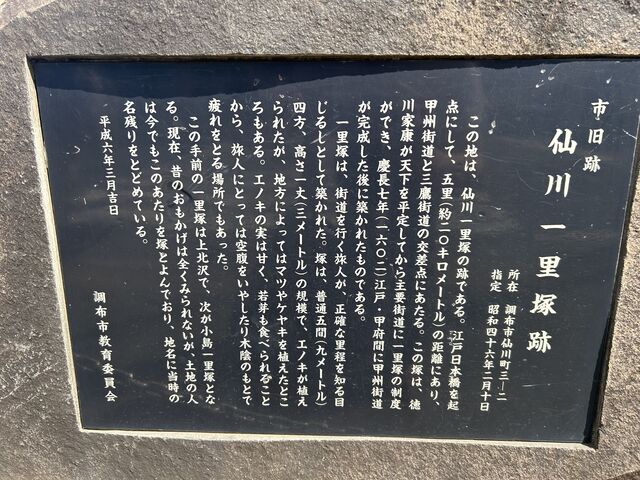 市旧跡
仙川一里塚跡
所在 調布市仙川町三ー二
指定 昭和四十六年二月十日
この地は、仙川一里塚の跡である。江戸日本橋を起
点にして、五里(約二〇キロメートル)の距離にあり、
甲州街道と三鷹街道の交差点にあたる。この塚は、徳
川家康が天下を平定してから主要街道に一里塚の制度
ができ、慶長七年(一六〇二)江戸・甲府間に甲州街道
が完成した後に築かれたものである。
一里塚は、街道を行く旅人が、正確な里程を知る目
じるしとして築かれた。塚は、普通五間(九メートル)
四方、高さ一丈(三メートル)の規模で、エノキが植え
られたが、地方によってはマツやケヤキを植えたとこ
ろもある。エノキの実は甘く、若芽も食べられること
から、旅人にとっては空腹をいやしたり木陰のもとで
疲れをとる場所でもあった。
この手前の一里塚は上北沢で、次が小島一里塚とな
る。現在、昔のおもかげは全くみられないが、土地の人
は今でもこのあたりを塚とよんでおり、地名に当時の
名残りをとどめている。
平成六年三月吉日
調布市教育委員会